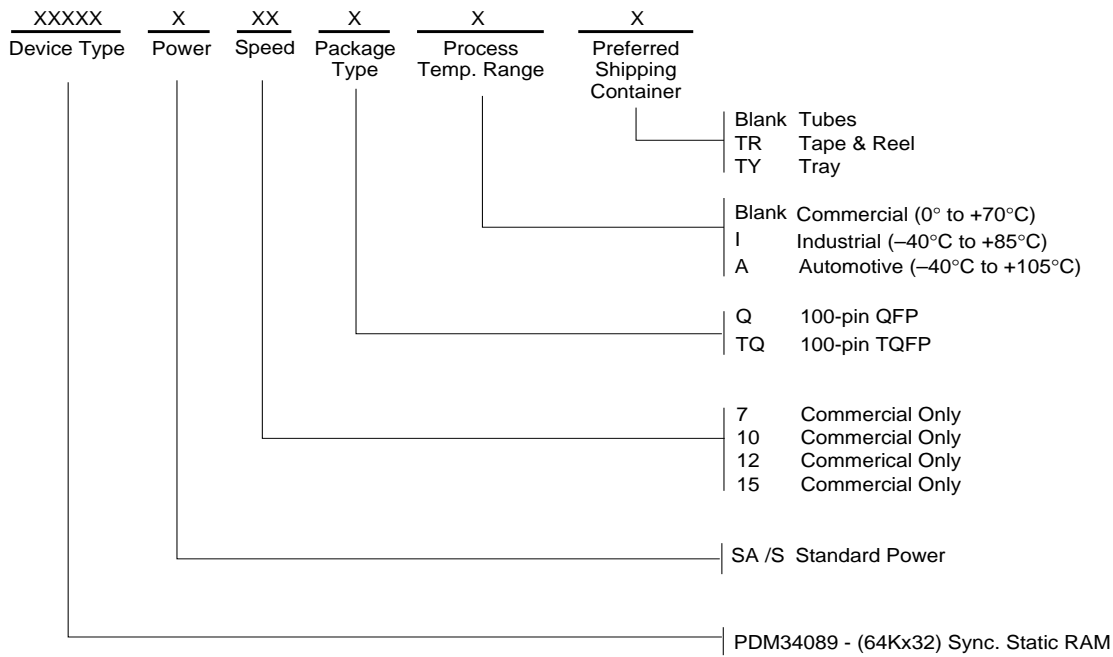 XXXXX X XX X X X
Device Type Power Speed Package Process Preferred
Type Temp. Range Shipping
Container
Blank Tubes
TR Tape & Reel
TY Tray
Blank Commercial (0° to +70°C)
I Industrial (–40°C to +85°C)
A Automotive (–40°C to +105°C)
Q 100-pin QFP
TQ 100-pin TQFP
7 Commercial Only
10 Commercial Only
12 Commerical Only
15 Commercial Only
SA /S Standard Power
PDM34089 - (64Kx32) Sync. Static RAM